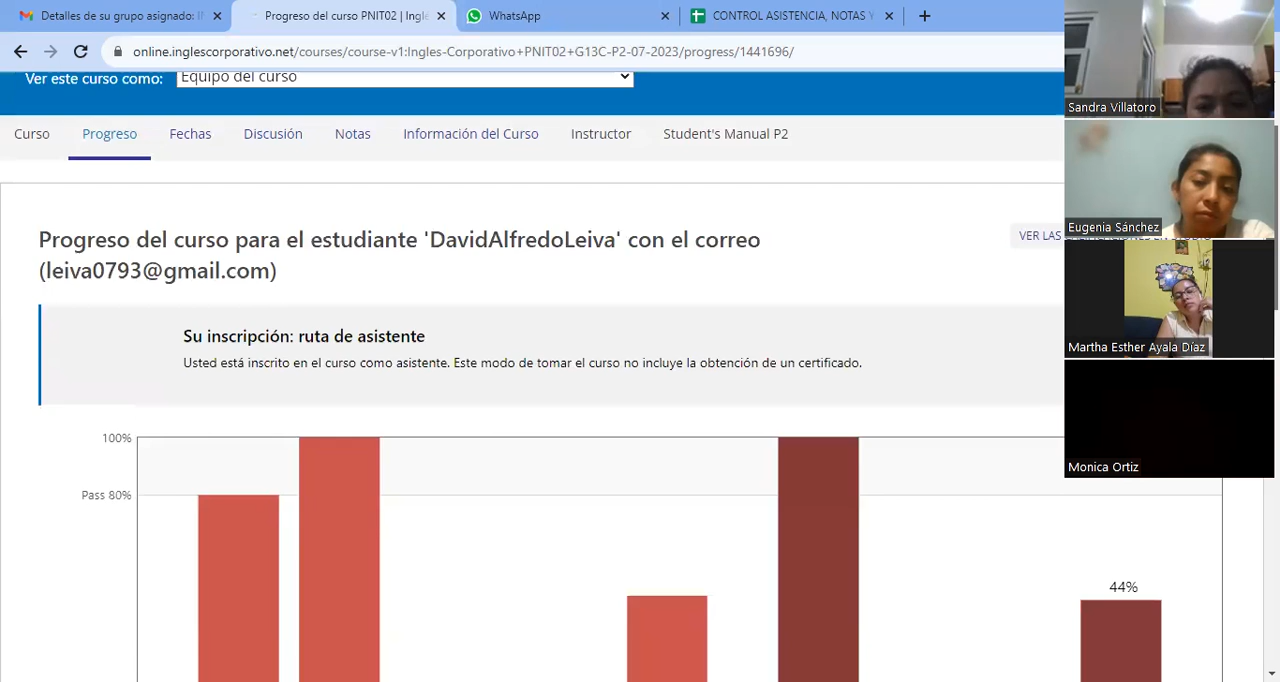 Detalles de su grupo asignado: I
Progreso del curso PNIT02 | Ingl
WhatsApp
CONTROL ASISTENCIA, NOTAS Y
online.inglescorporativo.net/courses/course-v1:Ingles-Corporativo+PNIT02+G13C-P2-07-2023/progress/1441696/
Ver este curso como: Equipo del curso
Curso Progreso Fechas Discusión Notas Información del Curso Instructor Student's Manual P2
Progreso del curso para el estudiante 'DavidAlfredoLeiva' con el correo
(leiva0793@gmail.com)
VER LAS
Su inscripción: ruta de asistente
Usted está inscrito en el curso como asistente. Este modo de tomar el curso no incluye la obtención de un certificado.
100%
Pass 80%
44%
Sandra Villatoro
Eugenia Sánchez
Martha Esther Ayala Díaz
Monica Ortiz